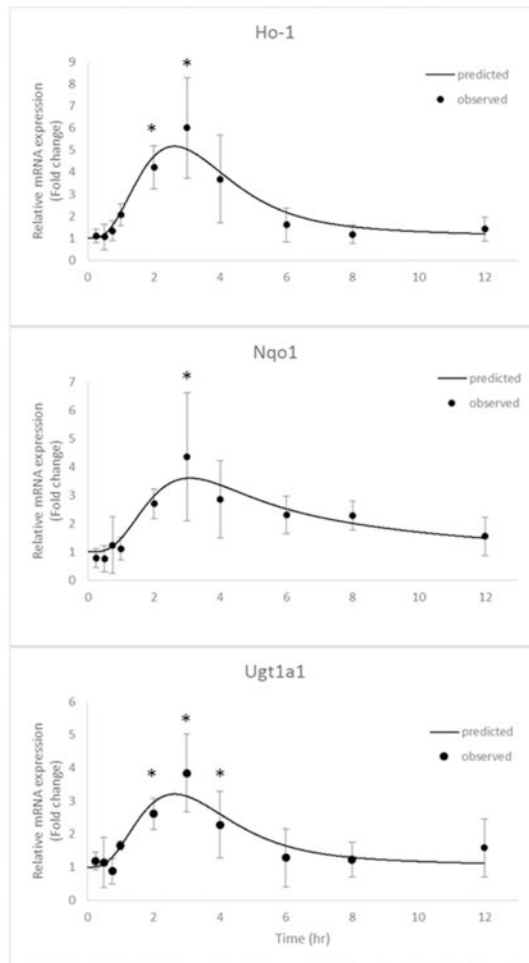 Ho-1
Relative mRNA expression
(Fold change)
9
8
7
6
5
4
3
2
1
0
* *
predicted
observed
0 2 4 6 8 10 12
Nqo1
Relative mRNA expression
(Fold change)
7
6
5
4
3
2
1
0
*
predicted
observed
0 2 4 6 8 10 12
Ugt1a1
Relative mRNA expression
(Fold change)
6
5
4
3
2
1
0
* * *
predicted
observed
0 2 4 6 8 10 12
Time (hr)